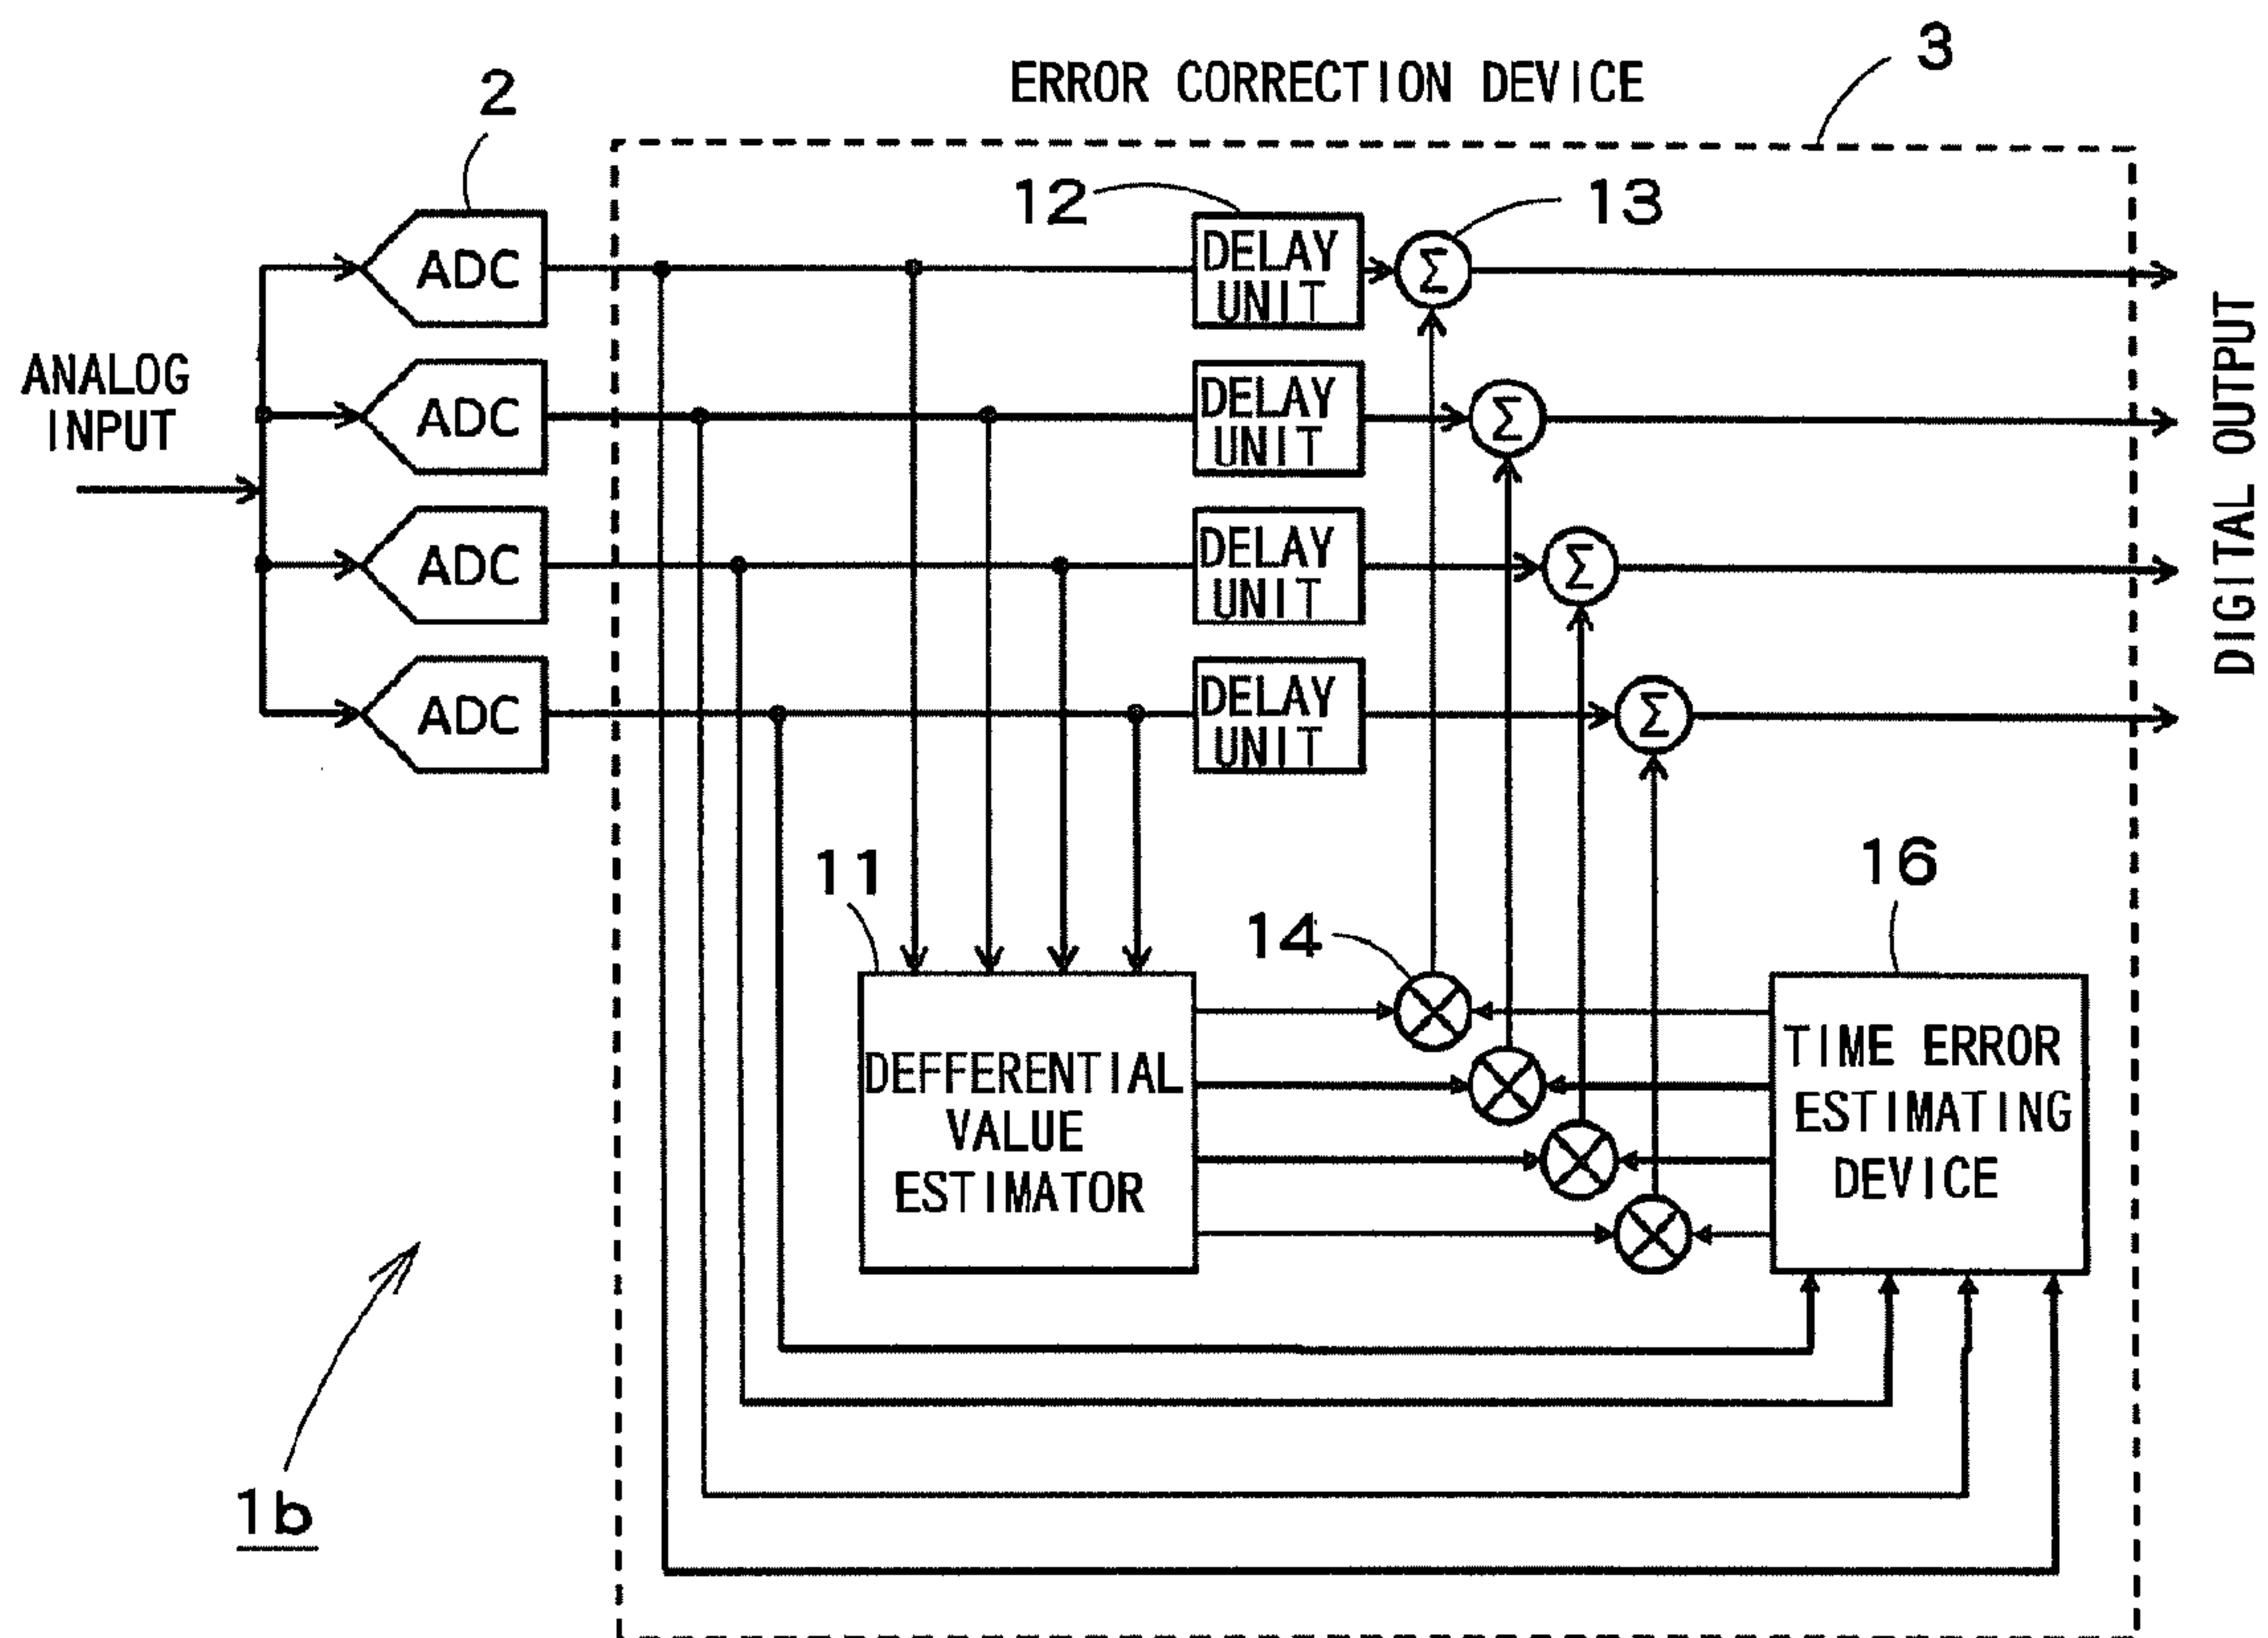 ERROR CORRECTION DEVICE
3
2
12
13
ADC
DELAY
UNIT
Σ
ANALOG
INPUT
ADC
DELAY
UNIT
Σ
DIGITAL OUTPUT
ADC
DELAY
UNIT
Σ
ADC
DELAY
UNIT
Σ
11
14
16
DEFFERENTIAL
VALUE
ESTIMATOR
TIME ERROR
ESTIMATING
DEVICE
1b